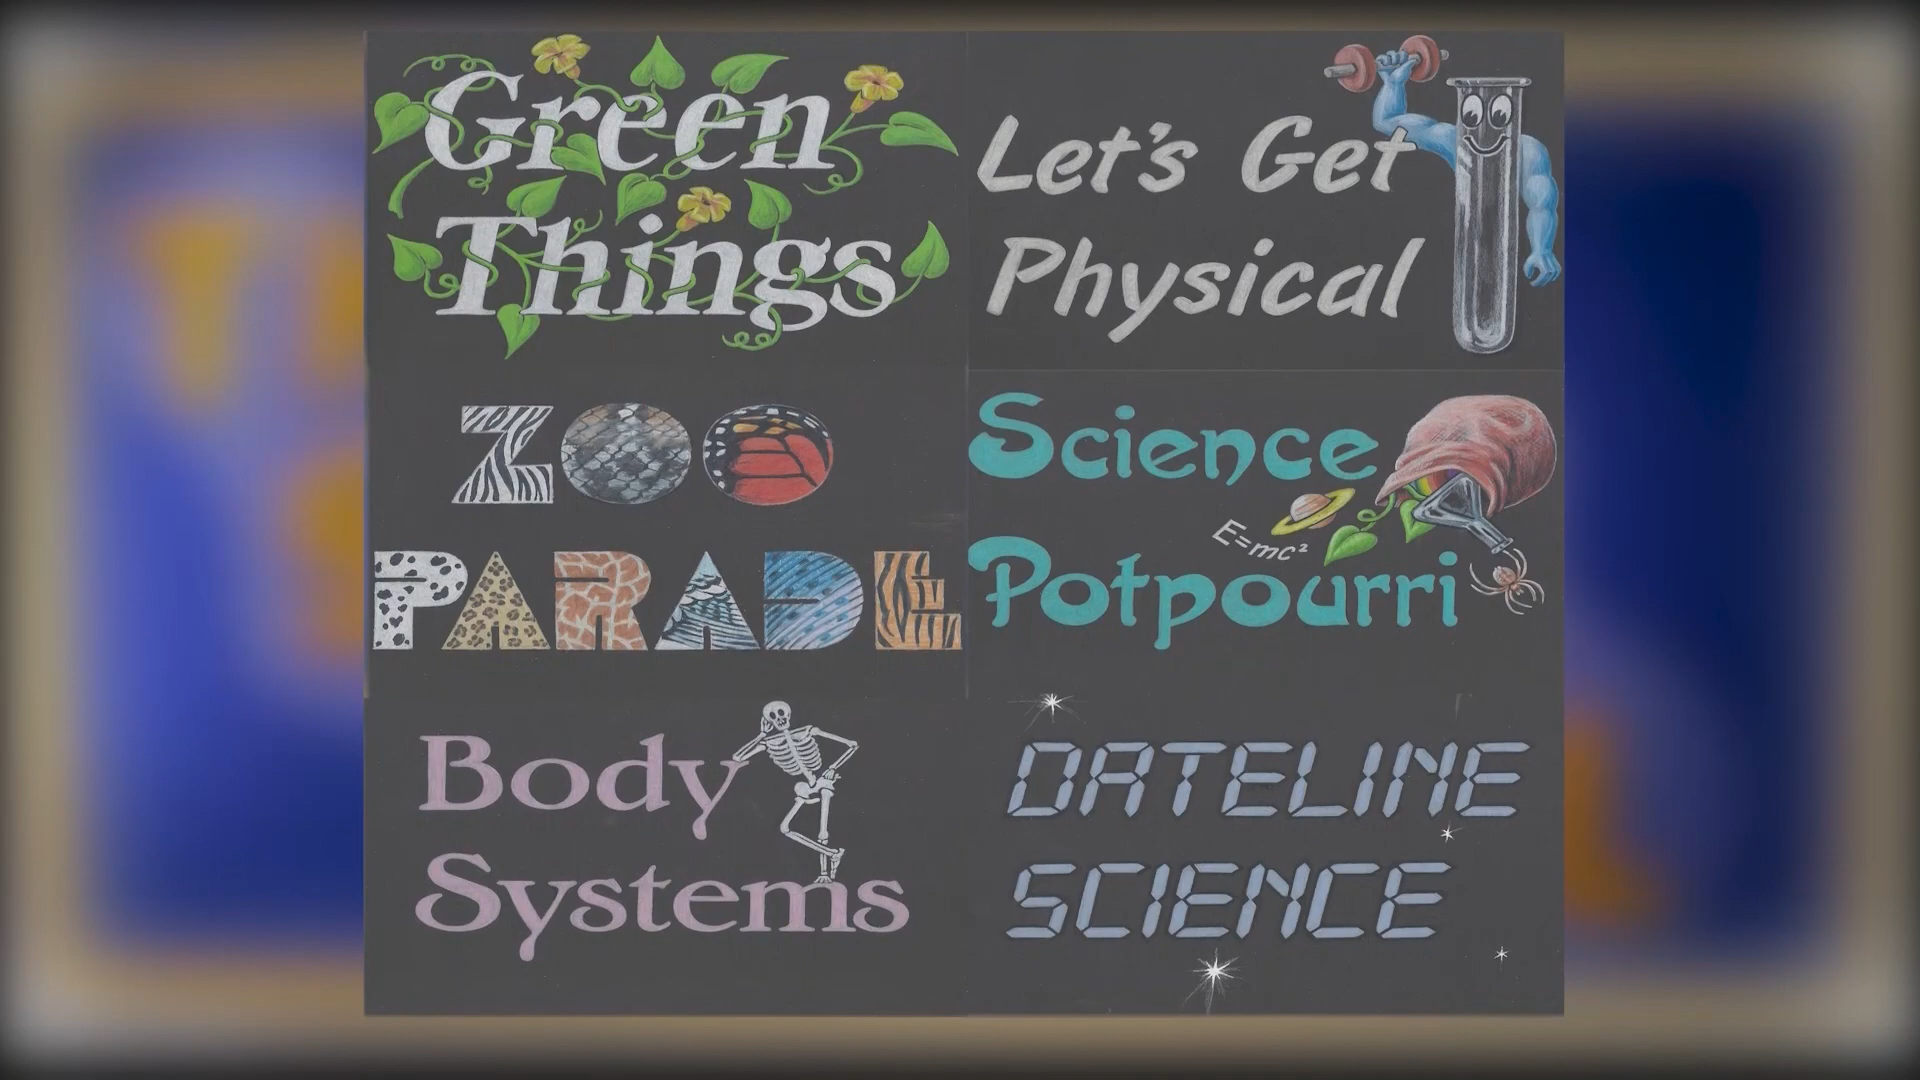 Green
Things
Let's Get
Physical
ZOO
PARADE
Science
E=mc²
Potpourri
Body
Systems
DATELINE
SCIENCE